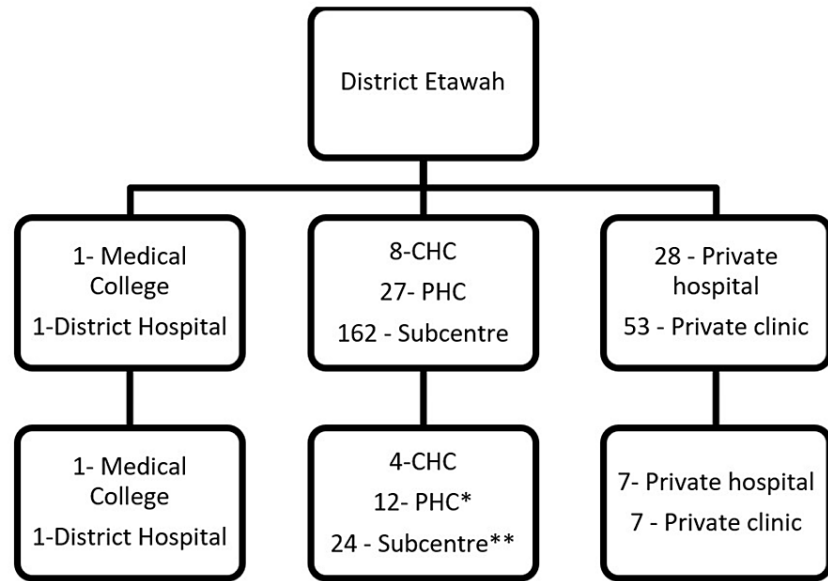 District Etawah
1- Medical
College
1-District Hospital
8-CHC
27- PHC
162 - Subcentre
28 - Private
hospital
53 - Private clinic
1- Medical
College
1-District Hospital
4-CHC
12- PHC*
24 - Subcentre**
7- Private hospital
7 - Private clinic